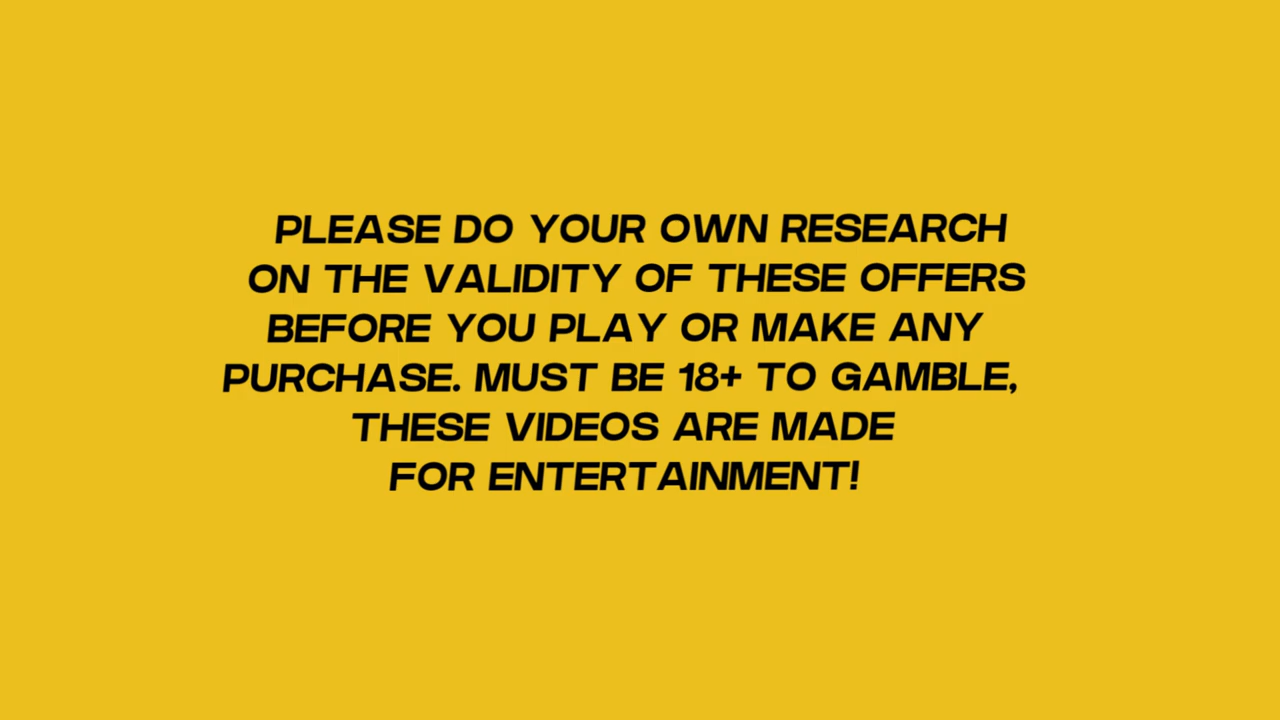 PLEASE DO YOUR OWN RESEARCH
ON THE VALIDITY OF THESE OFFERS
BEFORE YOU PLAY OR MAKE ANY
PURCHASE. MUST BE 18+ TO GAMBLE,
THESE VIDEOS ARE MADE
FOR ENTERTAINMENT!